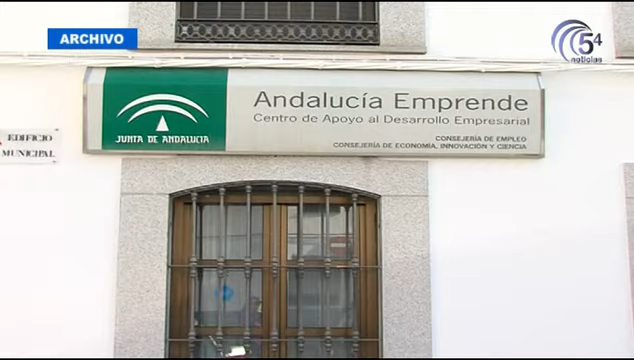 ARCHIVO
54
noticias
Andalucía Emprende
Centro de Apoyo al Desarrollo Empresarial
JUNTA DE ANDALUCIA
CONSEJERÍA DE EMPLEO
CONSEJERÍA DE ECONOMÍA, INNOVACIÓN Y CIENCIA
EDIFICIO
MUNICIPAL